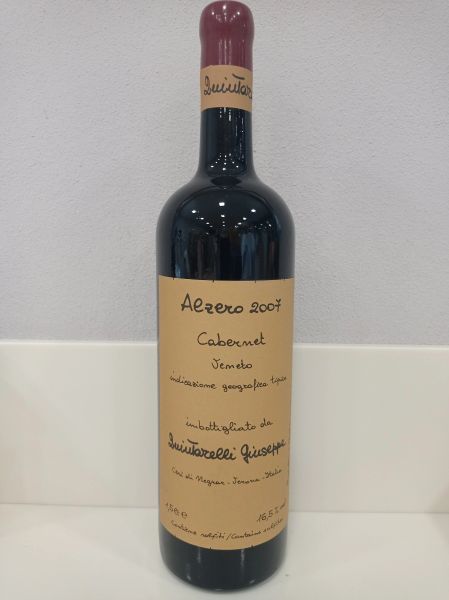 Quintar
Alzero 2007
Cabernet
Veneto
indicazione geografica tipica
imbottigliato da
Quintarelli Giuseppe
Cerè di Negrar - Verona - Italia
1,5 l e 16,5% vol
Contiene solfiti / Contains sulfites